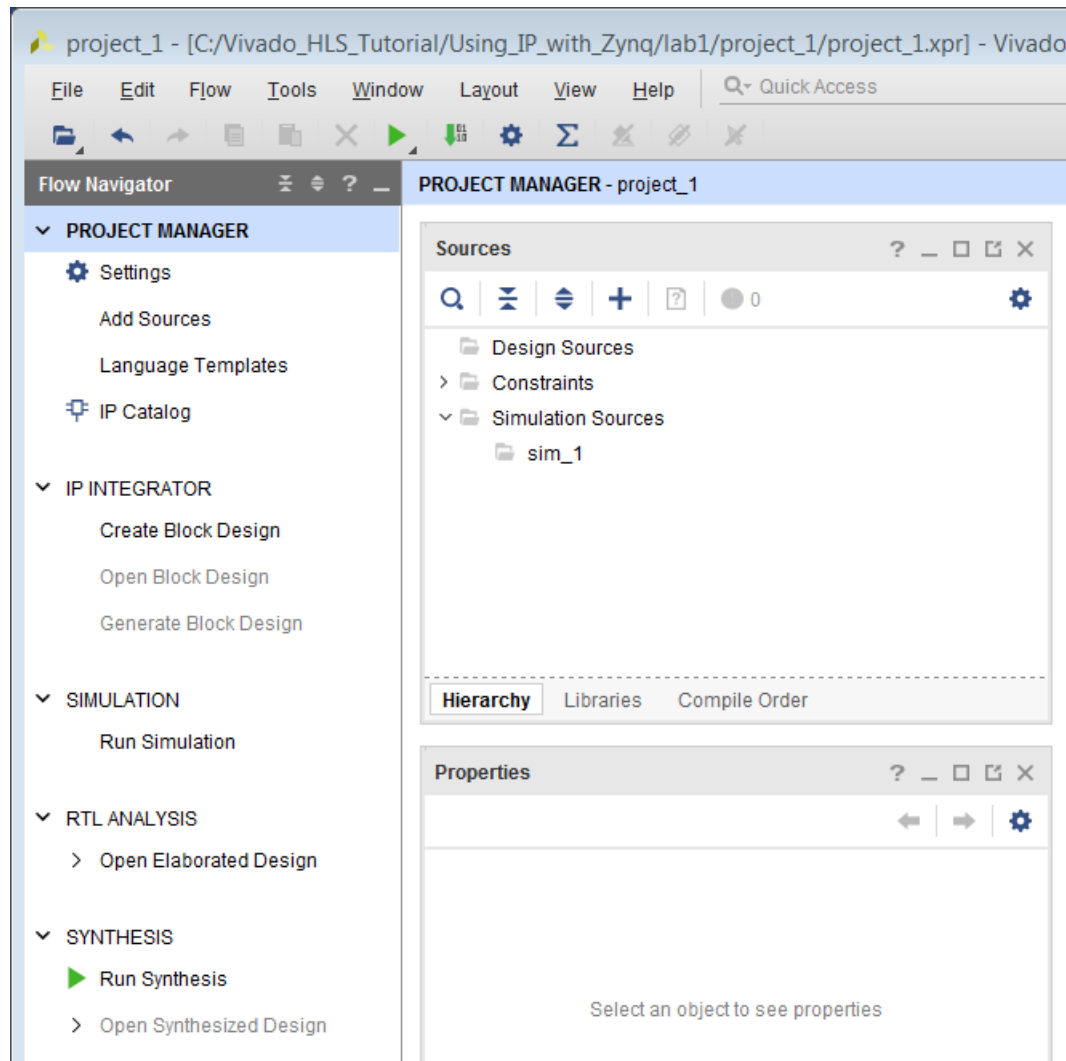 project_1 - [C:/Vivado_HLS_Tutorial/Using_IP_with_Zynq/lab1/project_1/project_1.xpr] - Vivado
File Edit Flow Tools Window Layout View Help Quick Access
Flow Navigator
PROJECT MANAGER - project_1
PROJECT MANAGER
Settings
Add Sources
Language Templates
IP Catalog
IP INTEGRATOR
Create Block Design
Open Block Design
Generate Block Design
SIMULATION
Run Simulation
RTL ANALYSIS
Open Elaborated Design
SYNTHESIS
Run Synthesis
Open Synthesized Design
Sources
0
Design Sources
Constraints
Simulation Sources
sim_1
Hierarchy Libraries Compile Order
Properties
Select an object to see properties